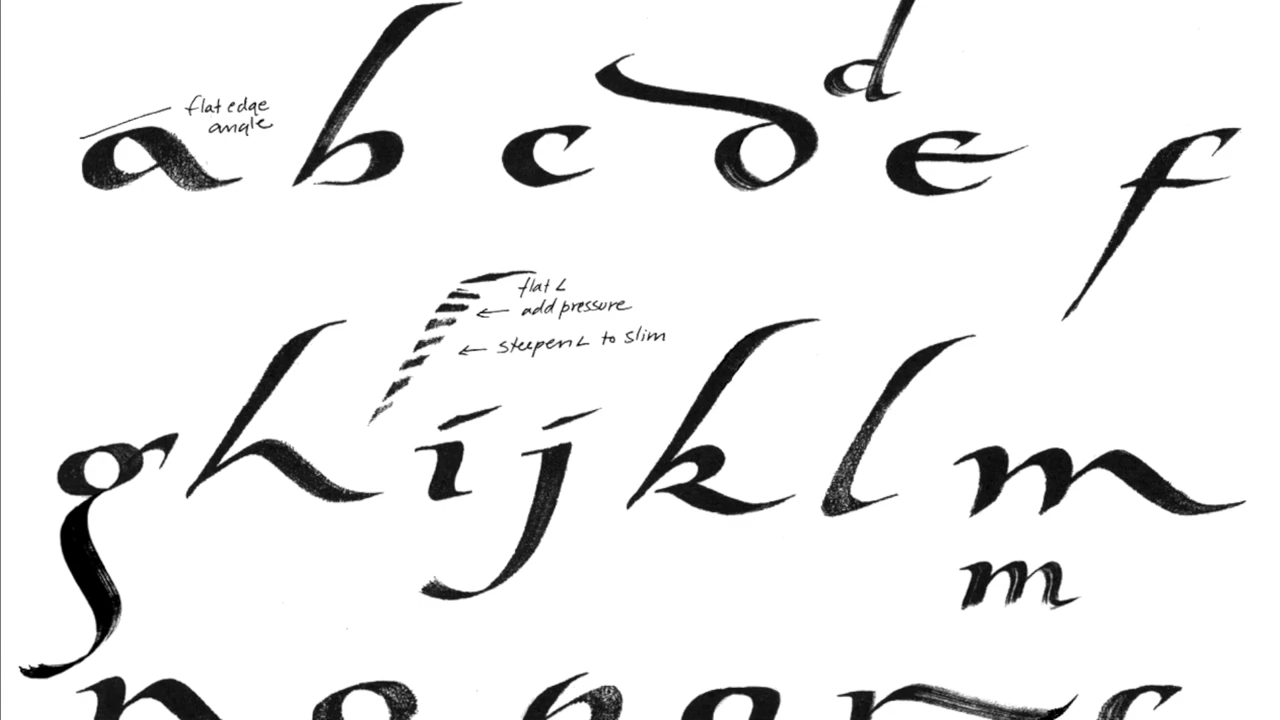 d
flat edge
angle
a b c d e f
flat ∠
← add pressure
← steepen ∠ to slim
g h i j k l m
m
n o p q r s